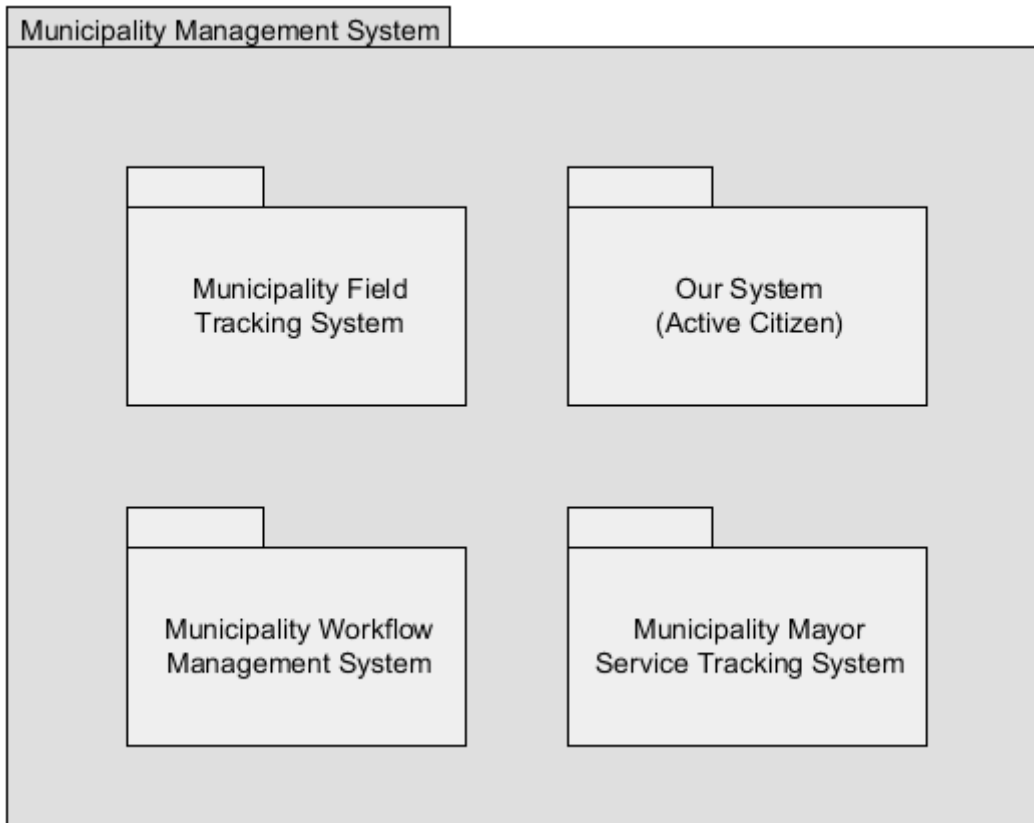 Municipality Management System
Municipality Field
Tracking System
Our System
(Active Citizen)
Municipality Workflow
Management System
Municipality Mayor
Service Tracking System